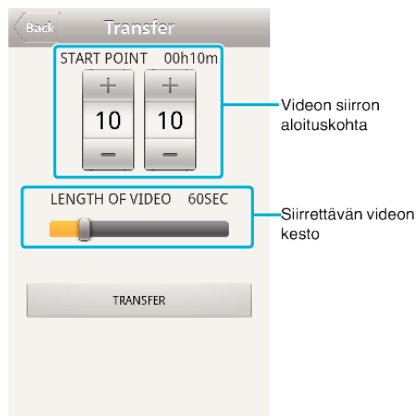 Back
Transfer
START POINT 00h10m
+ +
10 10
- -
Videon siirron
aloituskohta
LENGTH OF VIDEO 60SEC
Siirrettävän videon
kesto
TRANSFER